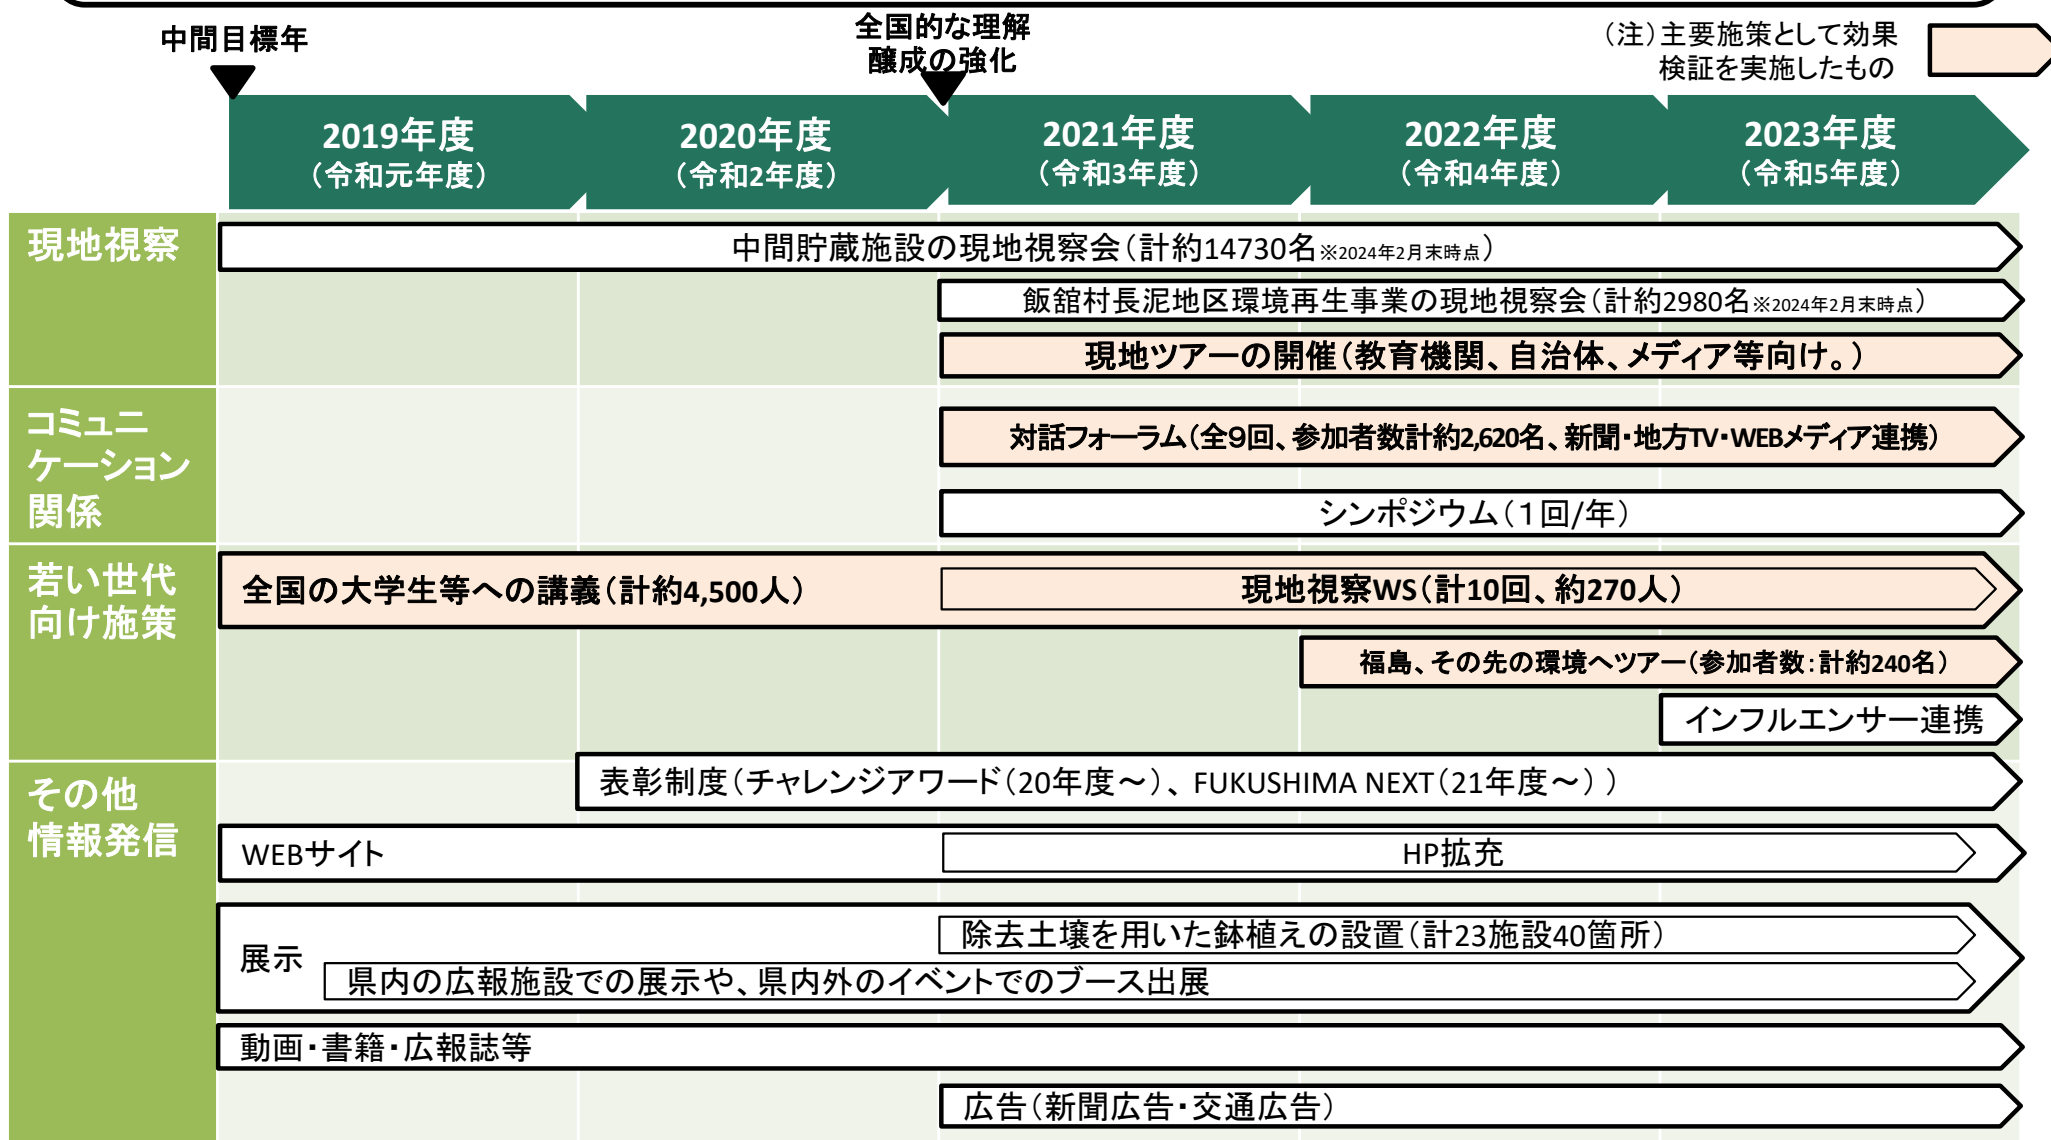 中間目標年
全国的な理解
醸成の強化
（注）主要施策として効果
検証を実施したもの
2019年度
（令和元年度）
2020年度
（令和2年度）
2021年度
（令和3年度）
2022年度
（令和4年度）
2023年度
（令和5年度）
現地視察
中間貯蔵施設の現地視察会（計約14730名※2024年2月末時点）
飯舘村長泥地区環境再生事業の現地視察会（計約2980名※2024年2月末時点）
現地ツアーの開催（教育機関、自治体、メディア等向け。）
コミュニ
ケーション
関係
対話フォーラム（全９回、参加者数計約2,620名、新聞・地方TV・WEBメディア連携）
シンポジウム（１回/年）
若い世代
向け施策
全国の大学生等への講義（計約4,500人）
現地視察WS（計10回、約270人）
福島、その先の環境へツアー（参加者数：計約240名）
インフルエンサー連携
その他
情報発信
表彰制度（チャレンジアワード（20年度～）、FUKUSHIMA NEXT（21年度～））
WEBサイト
HP拡充
展示
除去土壌を用いた鉢植えの設置（計23施設40箇所）
県内の広報施設での展示や、県内外のイベントでのブース出展
動画・書籍・広報誌等
広告（新聞広告・交通広告）